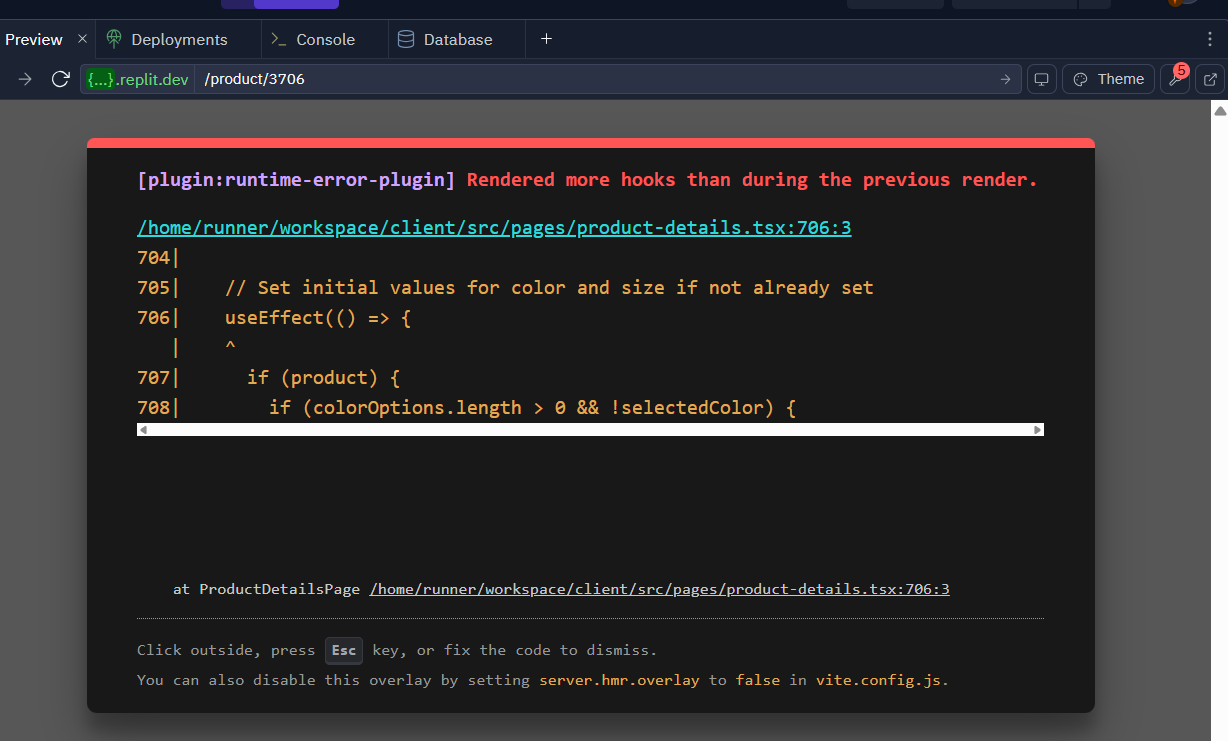 Preview × Deployments >_ Console Database +
{...}.replit.dev /product/3706 Theme 5
[plugin:runtime-error-plugin] Rendered more hooks than during the previous render.
/home/runner/workspace/client/src/pages/product-details.tsx:706:3
704|
705|    // Set initial values for color and size if not already set
706|    useEffect(() => {
   |    ^
707|      if (product) {
708|        if (colorOptions.length > 0 && !selectedColor) {
at ProductDetailsPage /home/runner/workspace/client/src/pages/product-details.tsx:706:3
Click outside, press Esc key, or fix the code to dismiss.
You can also disable this overlay by setting server.hmr.overlay to false in vite.config.js.